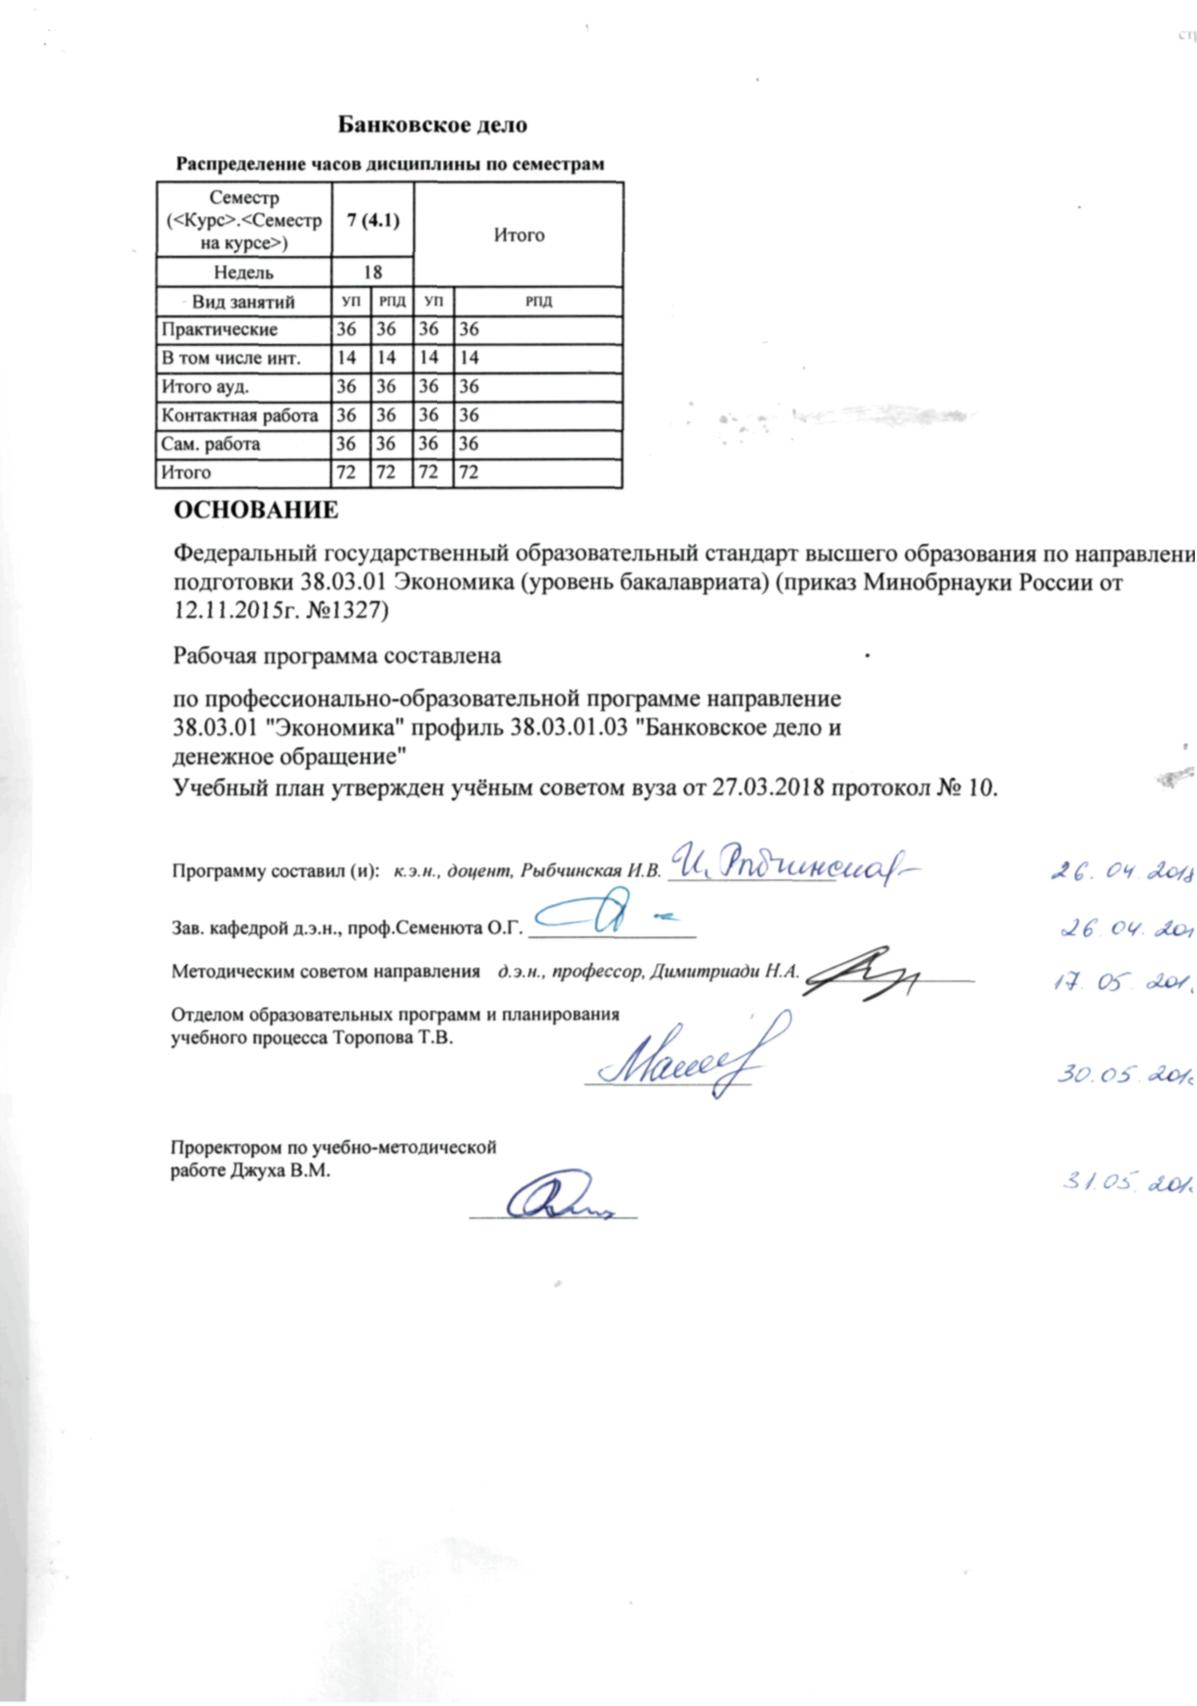 Банковское дело
Распределение часов дисциплины по семестрам
Семестр
(<Курс>.<Семестр
на курсе>)
7 (4.1)
Итого
Недель 18
Вид занятий УП РПД УП РПД
Практические 36 36 36 36
В том числе инт. 14 14 14 14
Итого ауд. 36 36 36 36
Контактная работа 36 36 36 36
Сам. работа 36 36 36 36
Итого 72 72 72 72
ОСНОВАНИЕ
Федеральный государственный образовательный стандарт высшего образования по направлени
подготовки 38.03.01 Экономика (уровень бакалавриата) (приказ Минобрнауки России от
12.11.2015г. №1327)
Рабочая программа составлена
по профессионально-образовательной программе направление
38.03.01 "Экономика" профиль 38.03.01.03 "Банковское дело и
денежное обращение"
Учебный план утвержден учёным советом вуза от 27.03.2018 протокол № 10.
Программу составил (и): к.э.н., доцент, Рыбчинская И.В. 26.04.2018
Зав. кафедрой д.э.н., проф.Семенюта О.Г. 26.04.201
Методическим советом направления д.э.н., профессор, Димитриади Н.А. 17.05.201
Отделом образовательных программ и планирования
учебного процесса Торопова Т.В.
30.05.201
Проректором по учебно-методической
работе Джуха В.М.
31.05.201